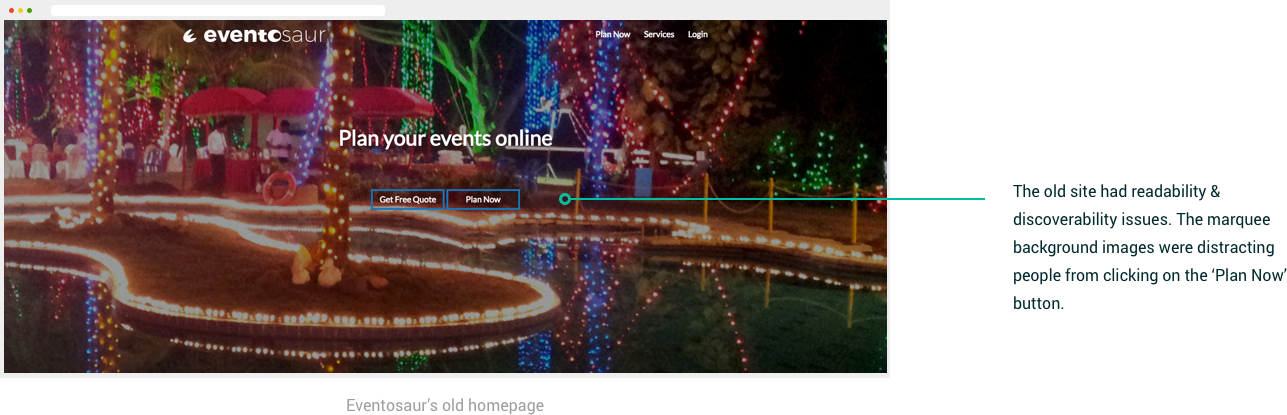 eventosaur
Plan Now Services Login
Plan your events online
Get Free Quote Plan Now
The old site had readability &
discoverability issues. The marquee
background images were distracting
people from clicking on the ‘Plan Now’
button.
Eventosaur’s old homepage